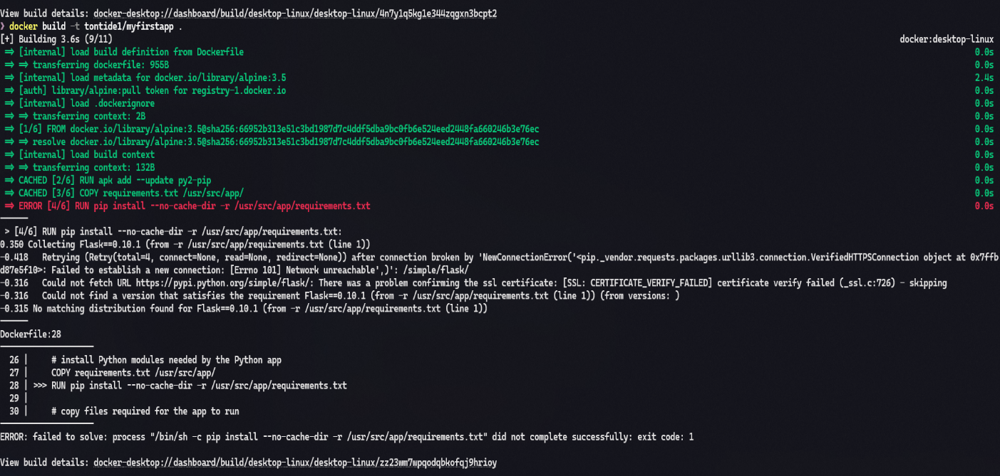 View build details: docker-desktop://dashboard/build/desktop-linux/desktop-linux/4n7y1q5kg1e344zqgxn3bcpt2
❯ docker build -t tontide1/myfirstapp .
[+] Building 3.6s (9/11) docker:desktop-linux
=> [internal] load build definition from Dockerfile 0.0s
=> => transferring dockerfile: 955B 0.0s
=> [internal] load metadata for docker.io/library/alpine:3.5 2.4s
=> [auth] library/alpine:pull token for registry-1.docker.io 0.0s
=> [internal] load .dockerignore 0.0s
=> => transferring context: 2B 0.0s
=> [1/6] FROM docker.io/library/alpine:3.5@sha256:66952b313e51c3bd1987d7c4ddf5dba9bc0fb6e524eed2448fa660246b3e76ec 0.0s
=> => resolve docker.io/library/alpine:3.5@sha256:66952b313e51c3bd1987d7c4ddf5dba9bc0fb6e524eed2448fa660246b3e76ec 0.0s
=> [internal] load build context 0.0s
=> => transferring context: 132B 0.0s
=> CACHED [2/6] RUN apk add --update py2-pip 0.0s
=> CACHED [3/6] COPY requirements.txt /usr/src/app/ 0.0s
=> ERROR [4/6] RUN pip install --no-cache-dir -r /usr/src/app/requirements.txt 0.0s
------
> [4/6] RUN pip install --no-cache-dir -r /usr/src/app/requirements.txt:
0.350 Collecting Flask==0.10.1 (from -r /usr/src/app/requirements.txt (line 1))
-0.418 Retrying (Retry(total=4, connect=None, read=None, redirect=None)) after connection broken by 'NewConnectionError('<pip._vendor.requests.packages.urllib3.connection.VerifiedHTTPSConnection object at 0x7ffb
d87e5f10>: Failed to establish a new connection: [Errno 101] Network unreachable',)': /simple/flask/
-0.316 Could not fetch URL https://pypi.python.org/simple/flask/: There was a problem confirming the ssl certificate: [SSL: CERTIFICATE_VERIFY_FAILED] certificate verify failed (_ssl.c:726) - skipping
-0.316 Could not find a version that satisfies the requirement Flask==0.10.1 (from -r /usr/src/app/requirements.txt (line 1)) (from versions: )
-0.315 No matching distribution found for Flask==0.10.1 (from -r /usr/src/app/requirements.txt (line 1))
------
Dockerfile:28
--------------------
26 | # install Python modules needed by the Python app
27 | COPY requirements.txt /usr/src/app/
28 | >>> RUN pip install --no-cache-dir -r /usr/src/app/requirements.txt
29 |
30 | # copy files required for the app to run
--------------------
ERROR: failed to solve: process "/bin/sh -c pip install --no-cache-dir -r /usr/src/app/requirements.txt" did not complete successfully: exit code: 1
View build details: docker-desktop://dashboard/build/desktop-linux/desktop-linux/zz23wm7wpqodqbkofqj9hrioy